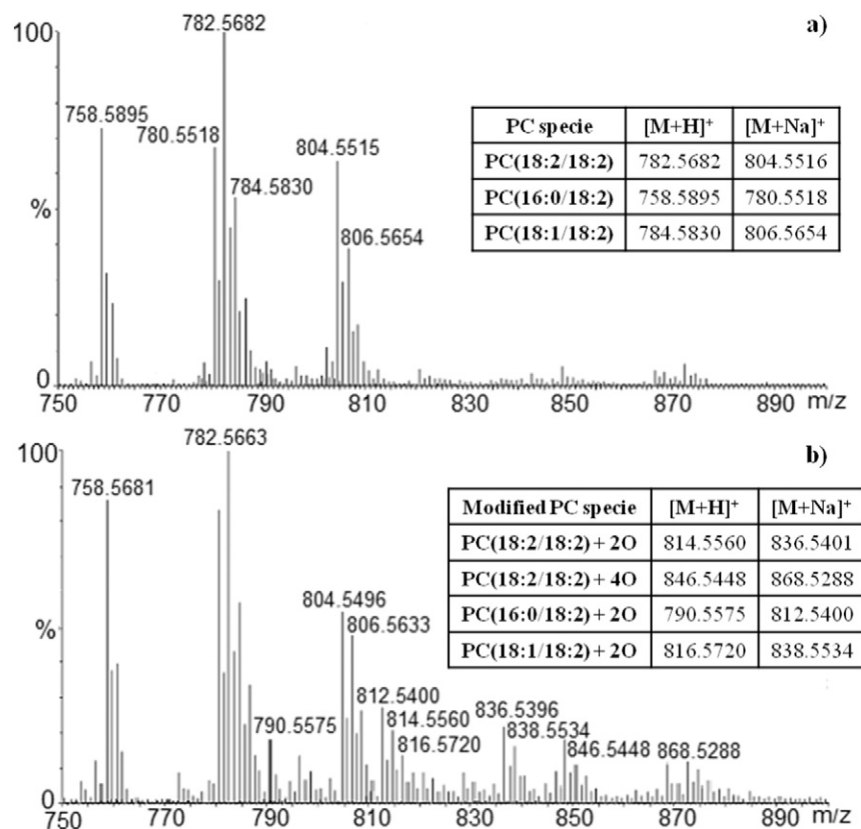 a)
100
%
0
782.5682
758.5895
780.5518
784.5830
804.5515
806.5654
PC specie [M+H]+ [M+Na]+
PC(18:2/18:2) 782.5682 804.5516
PC(16:0/18:2) 758.5895 780.5518
PC(18:1/18:2) 784.5830 806.5654
750 770 790 810 830 850 870 890 m/z
b)
100
%
0
782.5663
758.5681
804.5496
806.5633
790.5575
812.5400
814.5560
816.5720
836.5396
838.5534
846.5448
868.5288
Modified PC specie [M+H]+ [M+Na]+
PC(18:2/18:2) + 2O 814.5560 836.5401
PC(18:2/18:2) + 4O 846.5448 868.5288
PC(16:0/18:2) + 2O 790.5575 812.5400
PC(18:1/18:2) + 2O 816.5720 838.5534
750 770 790 810 830 850 870 890 m/z